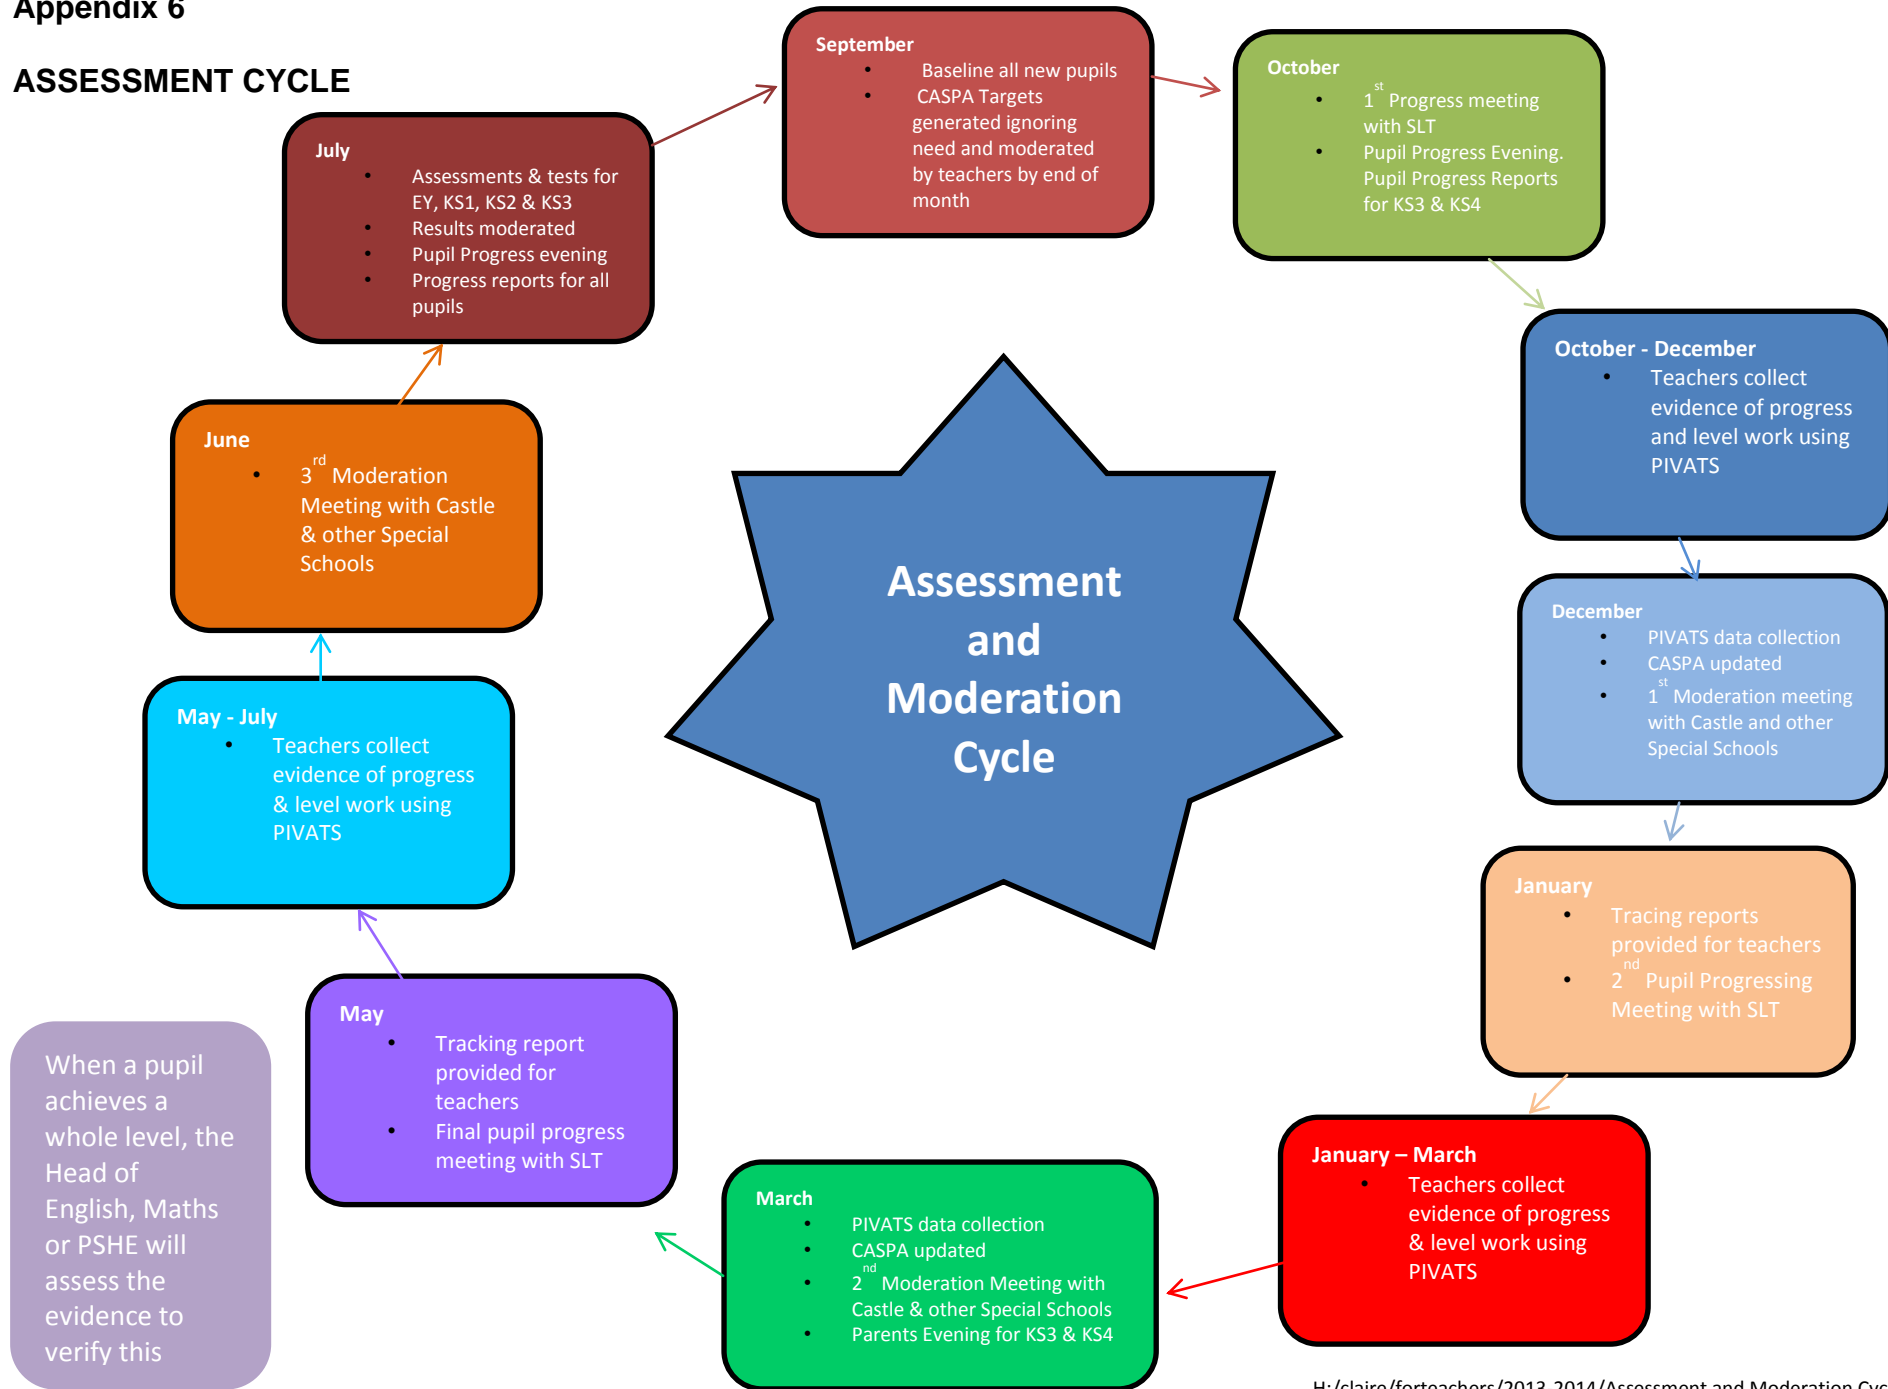 Appendix 6
ASSESSMENT CYCLE
September
• Baseline all new pupils
• CASPA Targets
generated ignoring
need and moderated
by teachers by end of
month
October
• 1st Progress meeting
with SLT
• Pupil Progress Evening.
Pupil Progress Reports
for KS3 & KS4
October - December
• Teachers collect
evidence of progress
and level work using
PIVATS
December
• PIVATS data collection
• CASPA updated
• 1st Moderation meeting
with Castle and other
Special Schools
January
• Tracing reports
provided for teachers
• 2nd Pupil Progressing
Meeting with SLT
January – March
• Teachers collect
evidence of progress
& level work using
PIVATS
March
• PIVATS data collection
• CASPA updated
• 2nd Moderation Meeting with
Castle & other Special Schools
• Parents Evening for KS3 & KS4
May
• Tracking report
provided for
teachers
• Final pupil progress
meeting with SLT
May - July
• Teachers collect
evidence of progress
& level work using
PIVATS
June
• 3rd Moderation
Meeting with Castle
& other Special
Schools
July
• Assessments & tests for
EY, KS1, KS2 & KS3
• Results moderated
• Pupil Progress evening
• Progress reports for all
pupils
Assessment
and
Moderation
Cycle
When a pupil
achieves a
whole level, the
Head of
English, Maths
or PSHE will
assess the
evidence to
verify this
H:/claire/forteachers/2013-2014/Assessment and Moderation Cyc